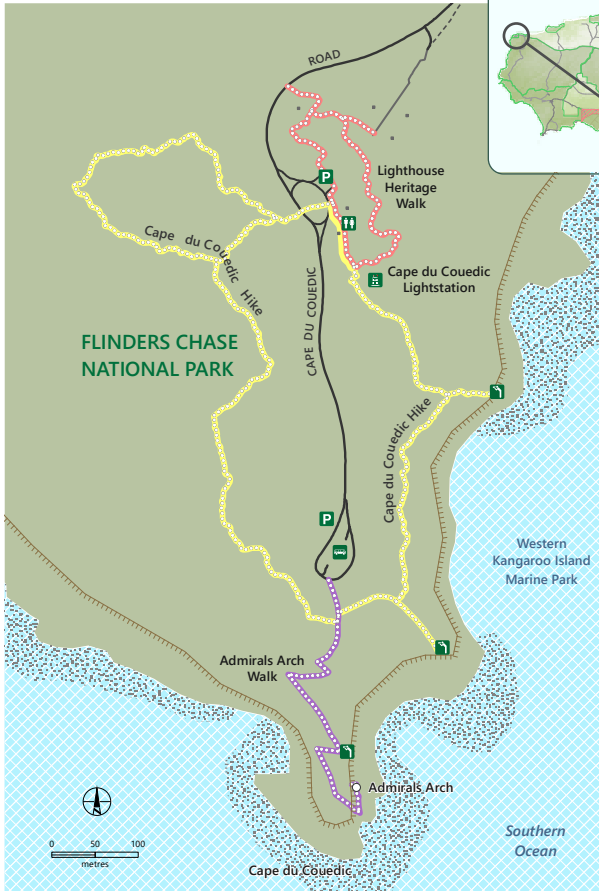 ROAD
P
Lighthouse
Heritage
Walk
Cape du Couedic Hike
Cape du Couedic
Lightstation
CAPE DU COUEDIC
FLINDERS CHASE
NATIONAL PARK
Cape du Couedic Hike
P
Western
Kangaroo Island
Marine Park
Admirals Arch
Walk
Admirals Arch
0 50 100
metres
Southern
Ocean
Cape du Couedic